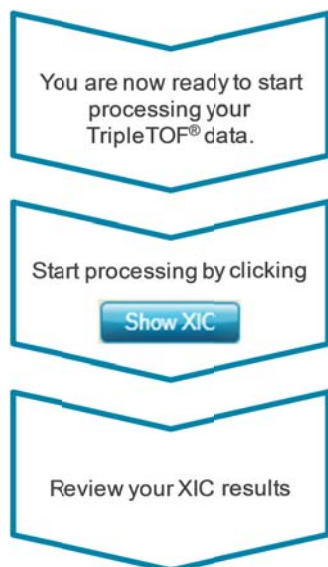 You are now ready to start
processing your
TripleTOF® data.
Start processing by clicking
Show XIC
Review your XIC results